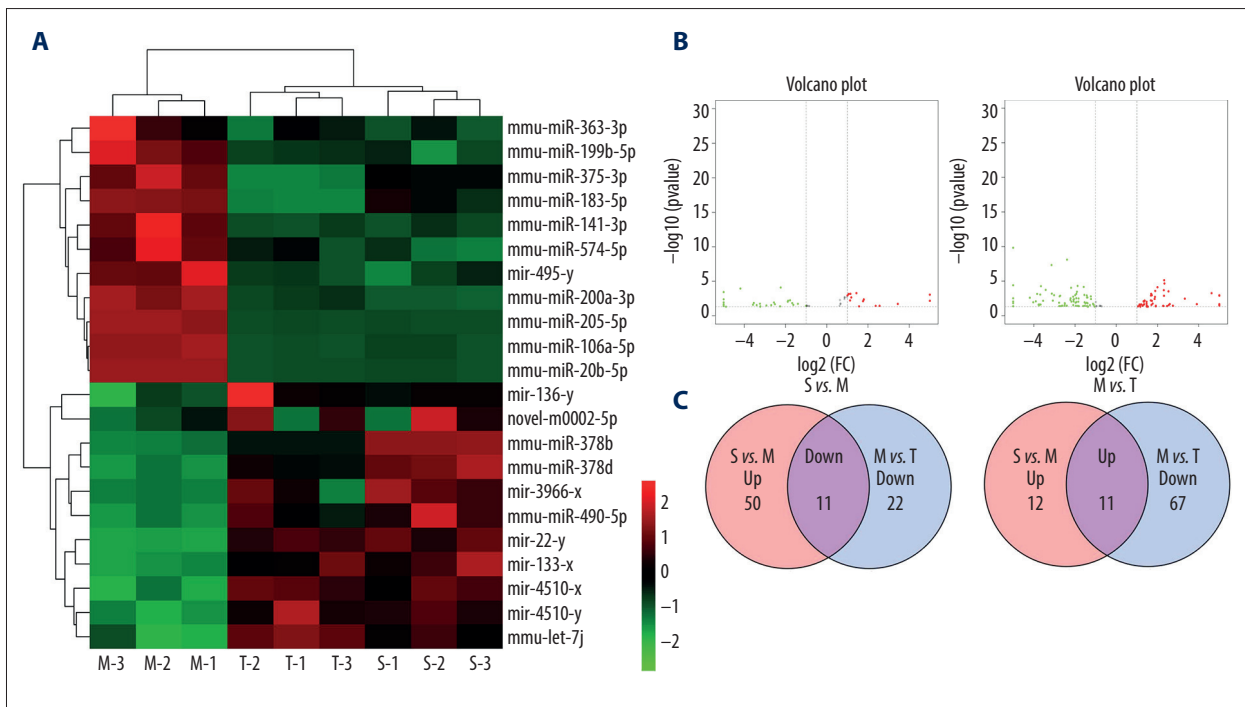 A
mmu-miR-363-3p
mmu-miR-199b-5p
mmu-miR-375-3p
mmu-miR-183-5p
mmu-miR-141-3p
mmu-miR-574-5p
mir-495-y
mmu-miR-200a-3p
mmu-miR-205-5p
mmu-miR-106a-5p
mmu-miR-20b-5p
mir-136-y
novel-m0002-5p
mmu-miR-378b
mmu-miR-378d
mir-3966-x
mmu-miR-490-5p
mir-22-y
mir-133-x
mir-4510-x
mir-4510-y
mmu-let-7j
M-3 M-2 M-1 T-2 T-1 T-3 S-1 S-2 S-3
2
1
0
−1
−2
B
Volcano plot
30
25
20
15
10
5
0
−log10 (pvalue)
−4 −2 0 2 4
log2 (FC)
S vs. M
Volcano plot
30
25
20
15
10
5
0
−log10 (pvalue)
−4 −2 0 2 4
log2 (FC)
M vs. T
C
S vs. M
Up
50
Down
11
M vs. T
Down
22
S vs. M
Up
12
Up
11
M vs. T
Down
67